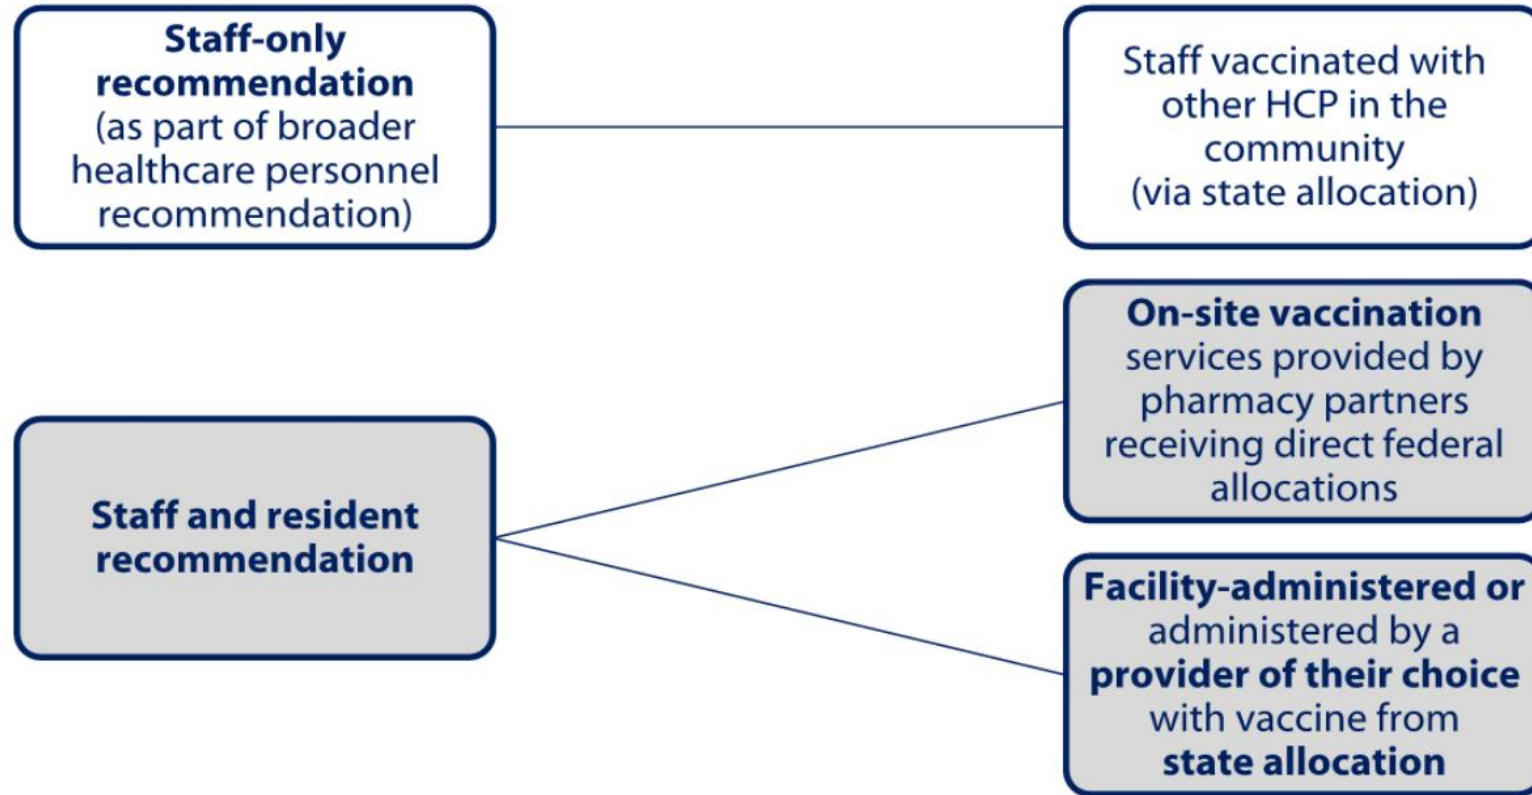 Staff-only
recommendation
(as part of broader
healthcare personnel
recommendation)
Staff vaccinated with
other HCP in the
community
(via state allocation)
Staff and resident
recommendation
On-site vaccination
services provided by
pharmacy partners
receiving direct federal
allocations
Facility-administered or
administered by a
provider of their choice
with vaccine from
state allocation